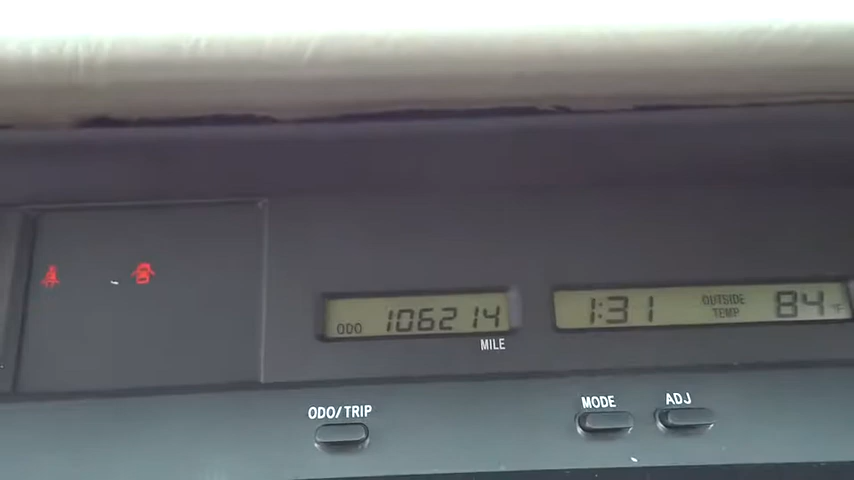 ODO 106214
MILE
1:31 OUTSIDE TEMP 84 °F
ODO/TRIP
MODE
ADJ